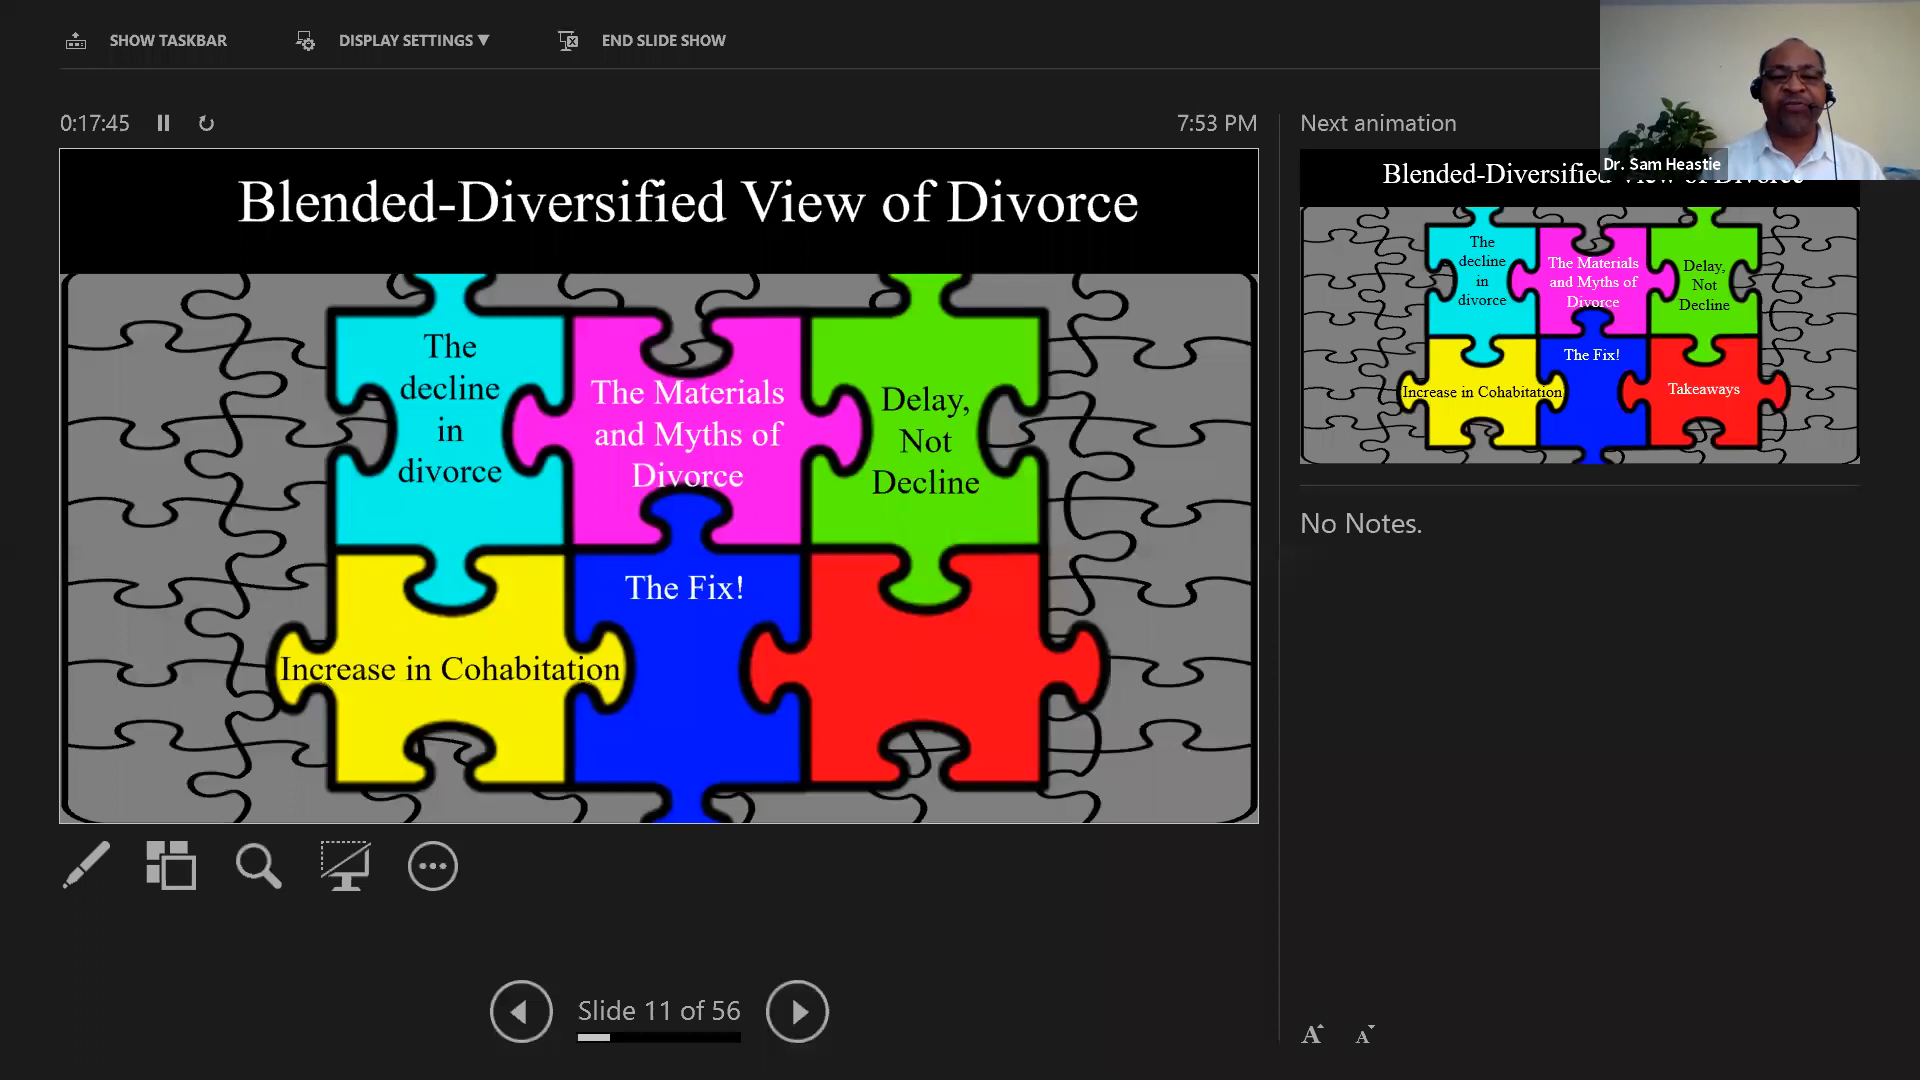 SHOW TASKBAR
DISPLAY SETTINGS ▼
END SLIDE SHOW
0:17:45
7:53 PM
Next animation
Dr. Sam Heastie
Blended-Diversified View of Divorce
The
decline
in
divorce
The Materials
and Myths of
Divorce
Delay,
Not
Decline
Increase in Cohabitation
The Fix!
Blended-Diversified View of Divorce
The
decline
in
divorce
The Materials
and Myths of
Divorce
Delay,
Not
Decline
Increase in Cohabitation
The Fix!
Takeaways
No Notes.
Slide 11 of 56
A
A